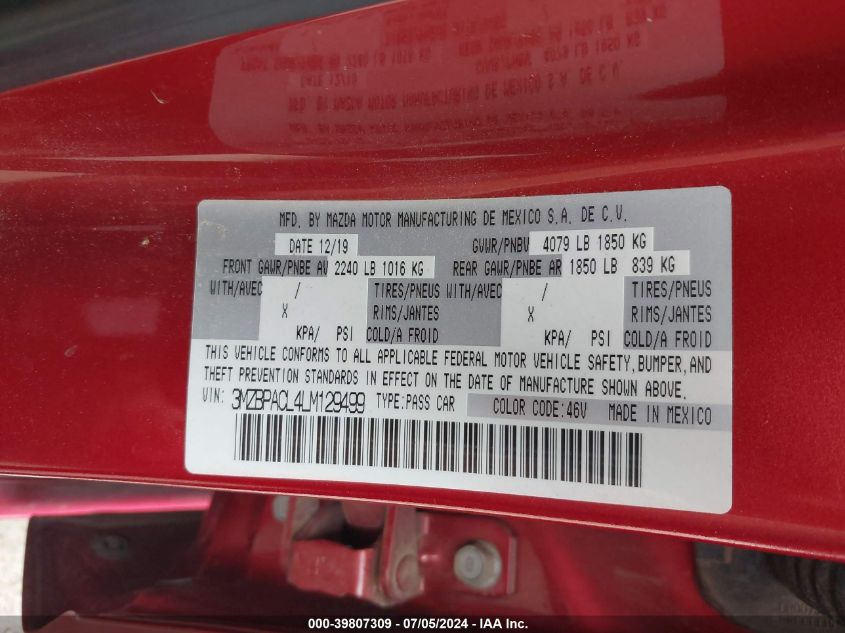 MFD. BY MAZDA MOTOR MANUFACTURING DE MEXICO S.A. DE C.V.
DATE 12/19 GVWR/PNBV 4079 LB 1850 KG
FRONT GAWR/PNBE AV 2240 LB 1016 KG REAR GAWR/PNBE AR 1850 LB 839 KG
WITH/AVEC / TIRES/PNEUS WITH/AVEC / TIRES/PNEUS
X RIMS/JANTES X RIMS/JANTES
KPA/ PSI COLD/A FROID KPA/ PSI COLD/A FROID
THIS VEHICLE CONFORMS TO ALL APPLICABLE FEDERAL MOTOR VEHICLE SAFETY, BUMPER, AND
THEFT PREVENTION STANDARDS IN EFFECT ON THE DATE OF MANUFACTURE SHOWN ABOVE.
VIN: 3MZBPACL4LM129499 TYPE:PASS CAR COLOR CODE:46V MADE IN MEXICO
000-39807309 - 07/05/2024 - IAA Inc.